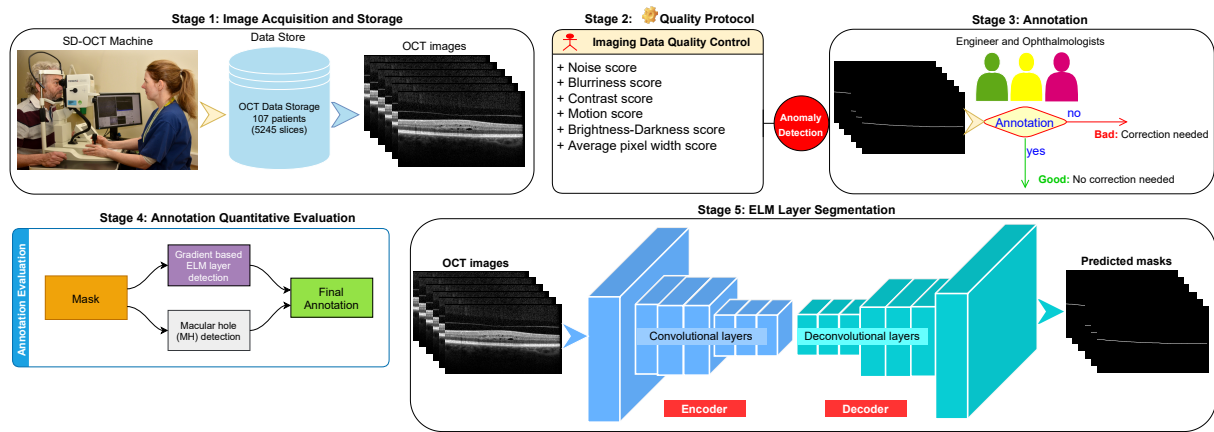 Stage 1: Image Acquisition and Storage
SD-OCT Machine
Data Store
OCT images
OCT Data Storage
107 patients
(5245 slices)
Stage 2:
Quality Protocol
Imaging Data Quality Control
+ Noise score
+ Blurriness score
+ Contrast score
+ Motion score
+ Brightness-Darkness score
+ Average pixel width score
Anomaly
Detection
Stage 3: Annotation
Engineer and Ophthalmologists
Annotation
no
Bad: Correction needed
yes
Good: No correction needed
Stage 4: Annotation Quantitative Evaluation
Annotation Evaluation
Mask
Gradient based
ELM layer
detection
Macular hole
(MH) detection
Final
Annotation
Stage 5: ELM Layer Segmentation
OCT images
Convolutional layers
Deconvolutional layers
Predicted masks
Encoder
Decoder